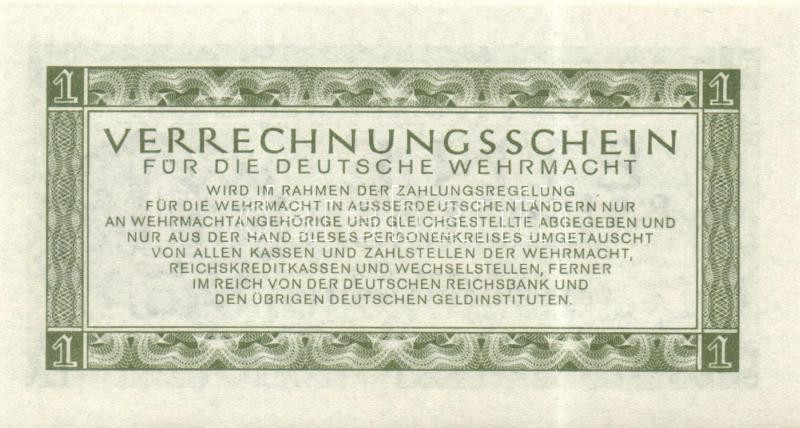 1 1
VERRECHNUNGSSCHEIN
FÜR DIE DEUTSCHE WEHRMACHT
WIRD IM RAHMEN DER ZAHLUNGSREGELUNG
FÜR DIE WEHRMACHT IN AUSSERDEUTSCHEN LÄNDERN NUR
AN WEHRMACHTANGEHÖRIGE UND GLEICHGESTELLTE ABGEGEBEN UND
NUR AUS DER HAND DIESES PERSONENKREISES UMGETAUSCHT
VON ALLEN KASSEN UND ZAHLSTELLEN DER WEHRMACHT,
REICHSKREDITKASSEN UND WECHSELSTELLEN, FERNER
IM REICH VON DER DEUTSCHEN REICHSBANK UND
DEN ÜBRIGEN DEUTSCHEN GELDINSTITUTEN.
1 1